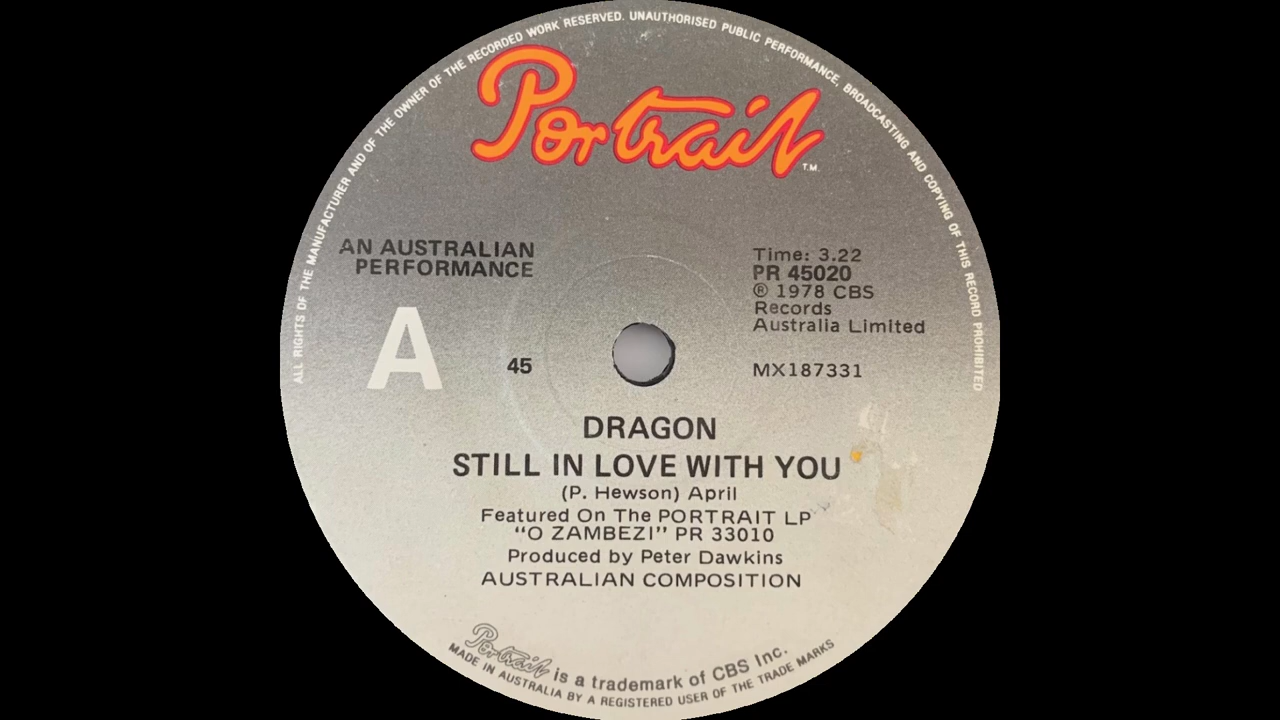 ALL RIGHTS OF THE MANUFACTURER AND OF THE OWNER OF THE RECORDED WORK RESERVED. UNAUTHORISED PUBLIC PERFORMANCE, BROADCASTING AND COPYING OF THIS RECORD PROHIBITED
Portrait
T.M.
AN AUSTRALIAN
PERFORMANCE
A
45
Time: 3.22
PR 45020
℗ 1978 CBS
Records
Australia Limited
MX187331
DRAGON
STILL IN LOVE WITH YOU
(P. Hewson) April
Featured On The PORTRAIT LP
“O ZAMBEZI” PR 33010
Produced by Peter Dawkins
AUSTRALIAN COMPOSITION
Portrait is a trademark of CBS Inc.
MADE IN AUSTRALIA BY A REGISTERED USER OF THE TRADE MARKS